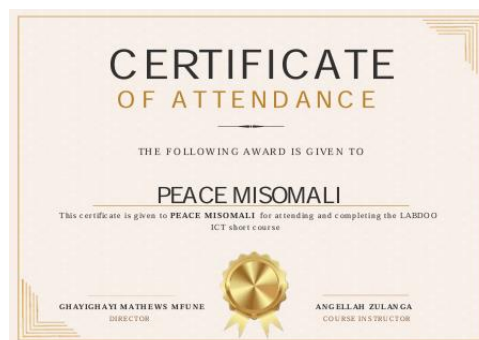 CERTIFICATE
OF ATTENDANCE
THE FOLLOWING AWARD IS GIVEN TO
PEACE MISOMALI
This certificate is given to PEACE MISOMALI for attending and completing the LABDOO
ICT short course
GHAYIGHAYI MATHEWS MFUNE
DIRECTOR
ANGELLAH ZULANGA
COURSE INSTRUCTOR